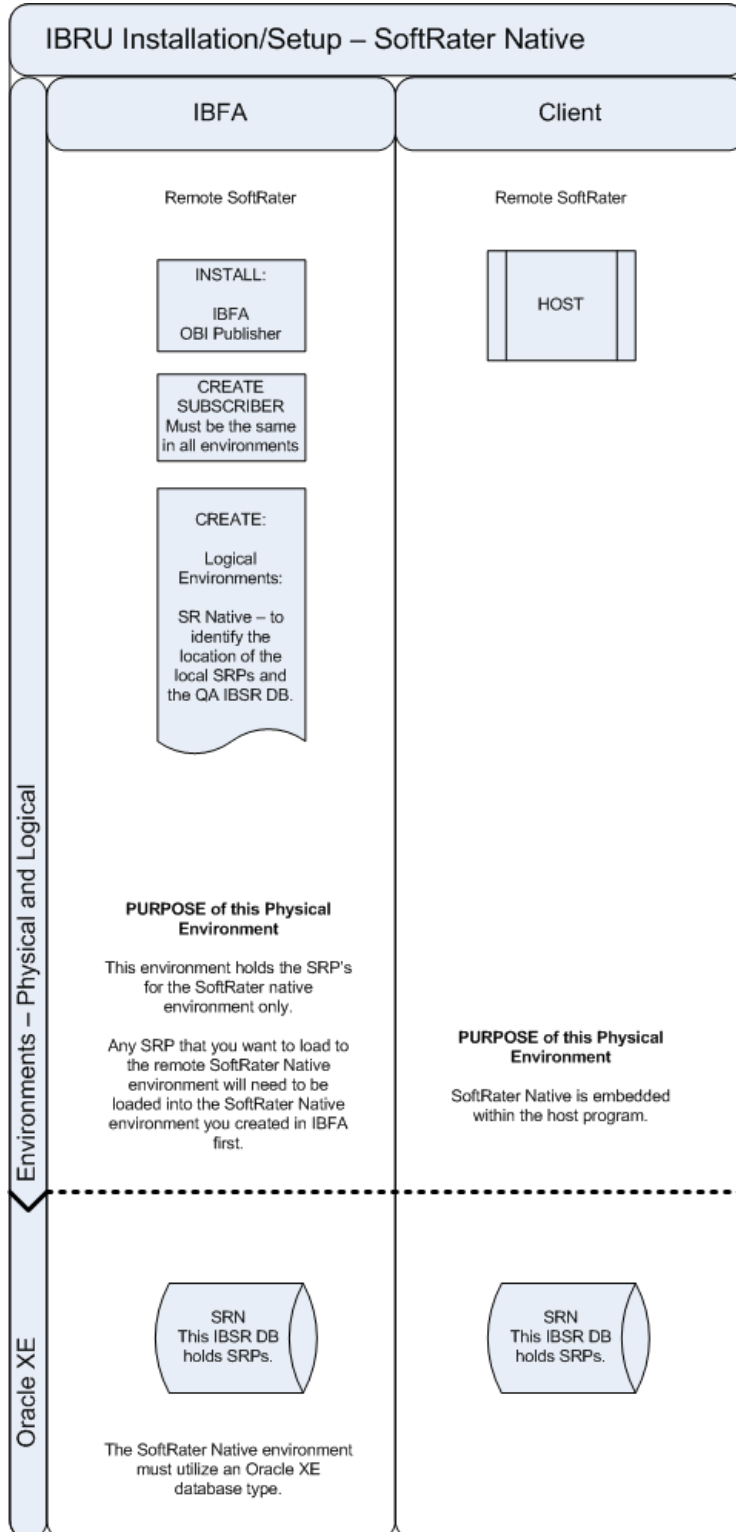 IBRU Installation/Setup – SoftRater Native
IBFA
Client
Environments – Physical and Logical
Remote SoftRater
INSTALL:
IBFA
OBI Publisher
CREATE
SUBSCRIBER
Must be the same
in all environments
CREATE:
Logical
Environments:
SR Native – to
identify the
location of the
local SRPs and
the QA IBSR DB.
PURPOSE of this Physical
Environment
This environment holds the SRP's
for the SoftRater native
environment only.
Any SRP that you want to load to
the remote SoftRater Native
environment will need to be
loaded into the SoftRater Native
environment you created in IBFA
first.
Remote SoftRater
HOST
PURPOSE of this Physical
Environment
SoftRater Native is embedded
within the host program.
Oracle XE
SRN
This IBSR DB
holds SRPs.
The SoftRater Native environment
must utilize an Oracle XE
database type.
SRN
This IBSR DB
holds SRPs.